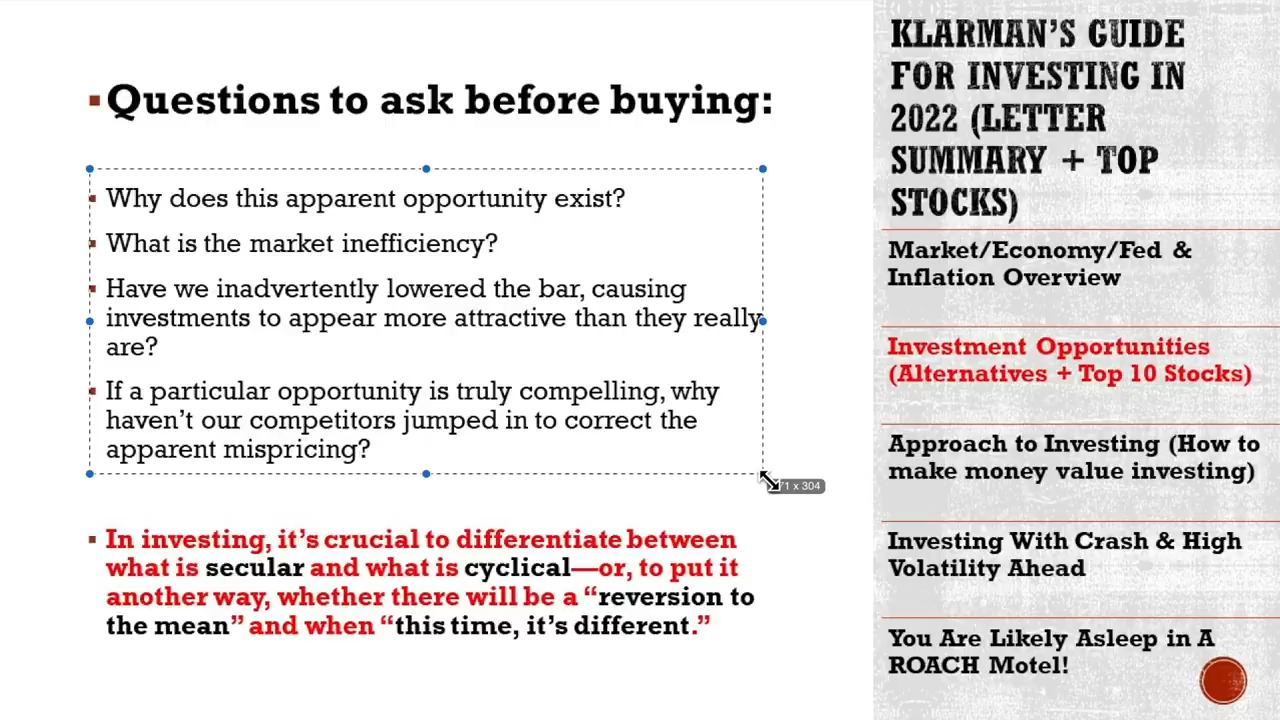 Questions to ask before buying:
Why does this apparent opportunity exist?
What is the market inefficiency?
Have we inadvertently lowered the bar, causing
investments to appear more attractive than they really
are?
If a particular opportunity is truly compelling, why
haven't our competitors jumped in to correct the
apparent mispricing?
In investing, it's crucial to differentiate between
what is secular and what is cyclical—or, to put it
another way, whether there will be a “reversion to
the mean” and when “this time, it's different.”
KLARMAN'S GUIDE
FOR INVESTING IN
2022 (LETTER
SUMMARY + TOP
STOCKS)
Market/Economy/Fed &
Inflation Overview
Investment Opportunities
(Alternatives + Top 10 Stocks)
Approach to Investing (How to
make money value investing)
Investing With Crash & High
Volatility Ahead
You Are Likely Asleep in A
ROACH Motel!